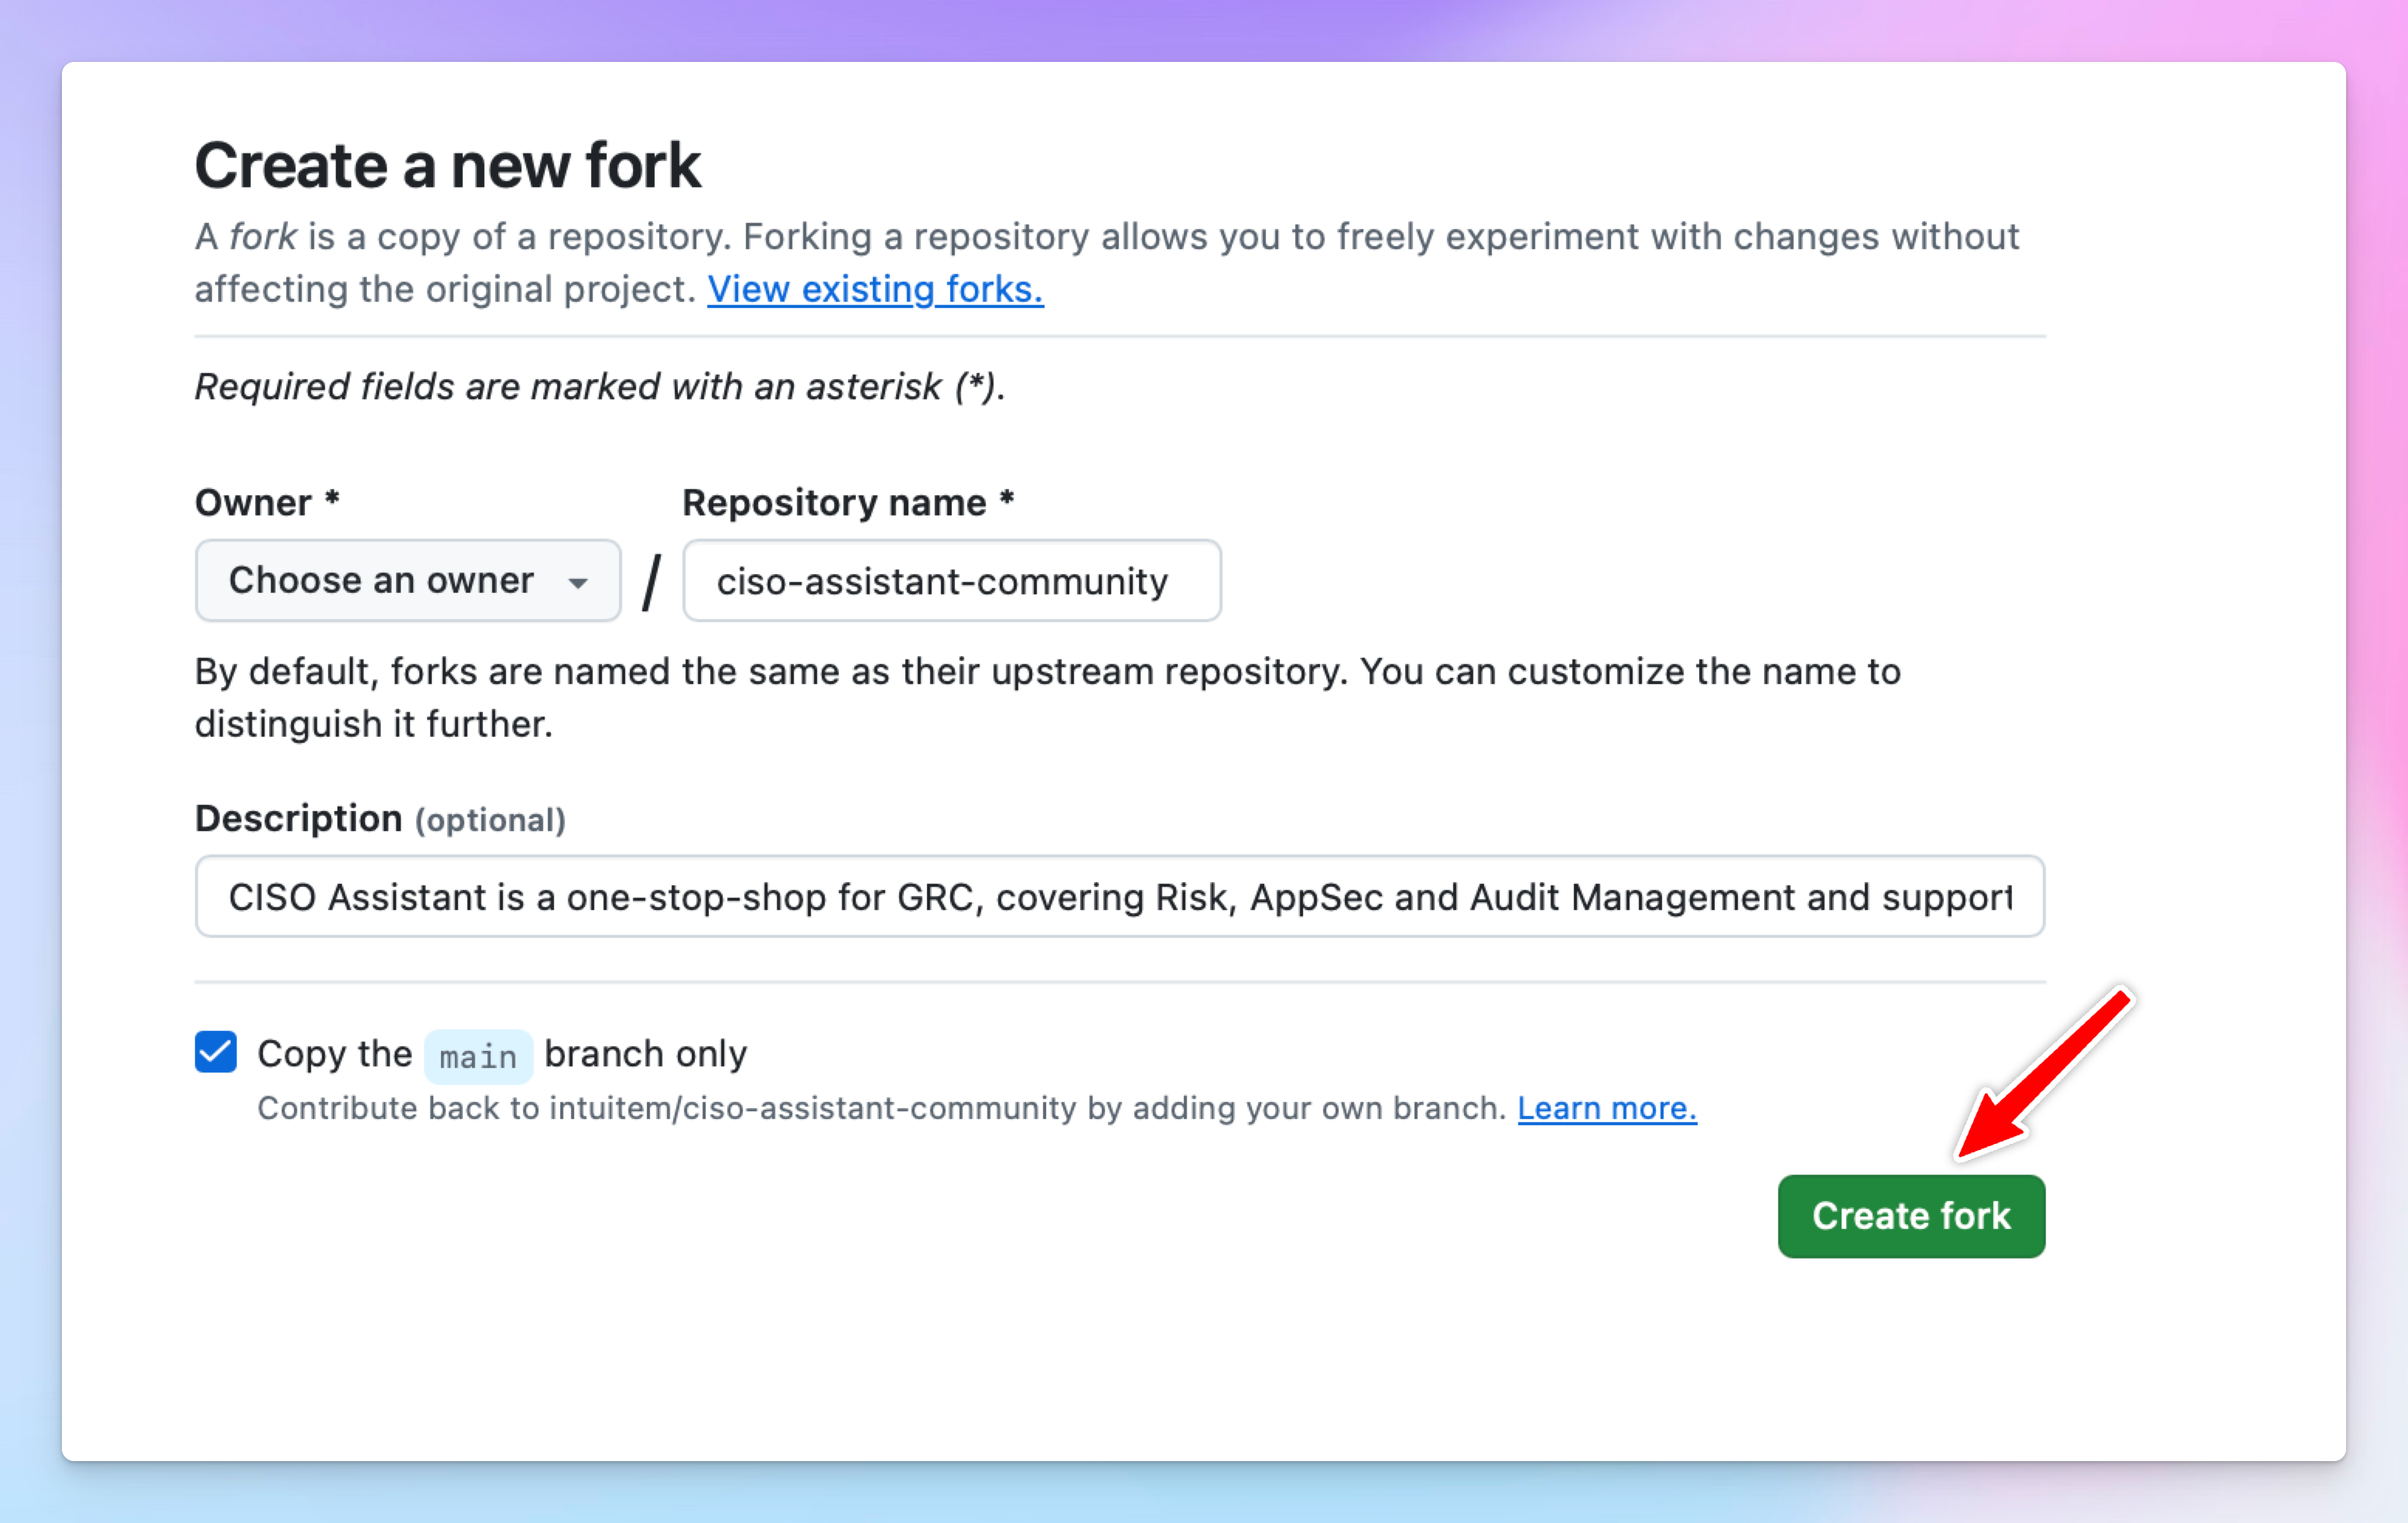 Create a new fork
A fork is a copy of a repository. Forking a repository allows you to freely experiment with changes without
affecting the original project. View existing forks.
Required fields are marked with an asterisk (*).
Owner *
Repository name *
Choose an owner / ciso-assistant-community
By default, forks are named the same as their upstream repository. You can customize the name to
distinguish it further.
Description (optional)
CISO Assistant is a one-stop-shop for GRC, covering Risk, AppSec and Audit Management and support
Copy the main branch only
Contribute back to intuitem/ciso-assistant-community by adding your own branch. Learn more.
Create fork